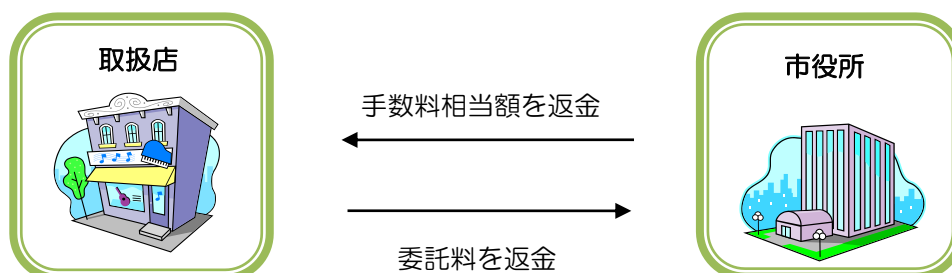 取扱店
市役所
手数料相当額を返金
委託料を返金